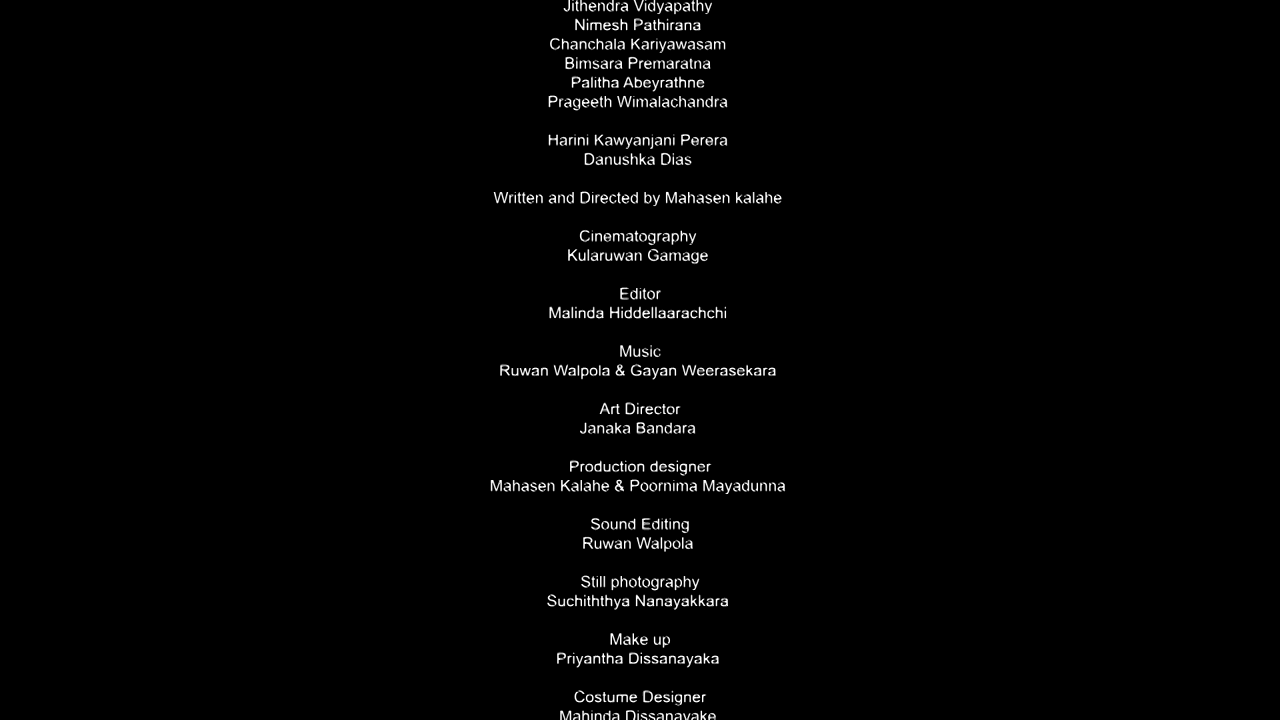 Jithendra Vidyapathy
Nimesh Pathirana
Chanchala Kariyawasam
Bimsara Premaratna
Palitha Abeyrathne
Prageeth Wimalachandra
Harini Kawyanjani Perera
Danushka Dias
Written and Directed by Mahasen kalahe
Cinematography
Kularuwan Gamage
Editor
Malinda Hiddellaarachchi
Music
Ruwan Walpola & Gayan Weerasekara
Art Director
Janaka Bandara
Production designer
Mahasen Kalahe & Poornima Mayadunna
Sound Editing
Ruwan Walpola
Still photography
Suchiththya Nanayakkara
Make up
Priyantha Dissanayaka
Costume Designer
Mahinda Dissanayake